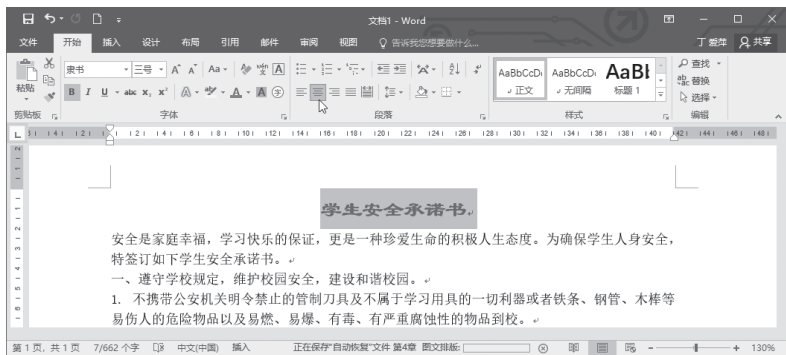 文档1 - Word
文件 开始 插入 设计 布局 引用 邮件 审阅 视图 告诉我您想要做什么... 丁爱萍 共享
隶书 三号 A A Aa wén 文 A
粘贴 B I U abc x₂ x² A A A 字
AaBbCcDc AaBbCcDc AaBbI
正文 无间隔 标题 1
查找
替换
选择
剪贴板 字体 段落 样式 编辑
学生安全承诺书
安全是家庭幸福，学习快乐的保证，更是一种珍爱生命的积极人生态度。为确保学生人身安全，
特签订如下学生安全承诺书。
一、遵守学校规定，维护校园安全，建设和谐校园。
1. 不携带公安机关明令禁止的管制刀具及不属于学习用具的一切利器或者铁条、钢管、木棒等
易伤人的危险物品以及易燃、易爆、有毒、有严重腐蚀性的物品到校。
第 1 页，共 1 页 7/662 个字 中文(中国) 插入 正在保存"自动恢复"文件 第4章 图文排版: 130%